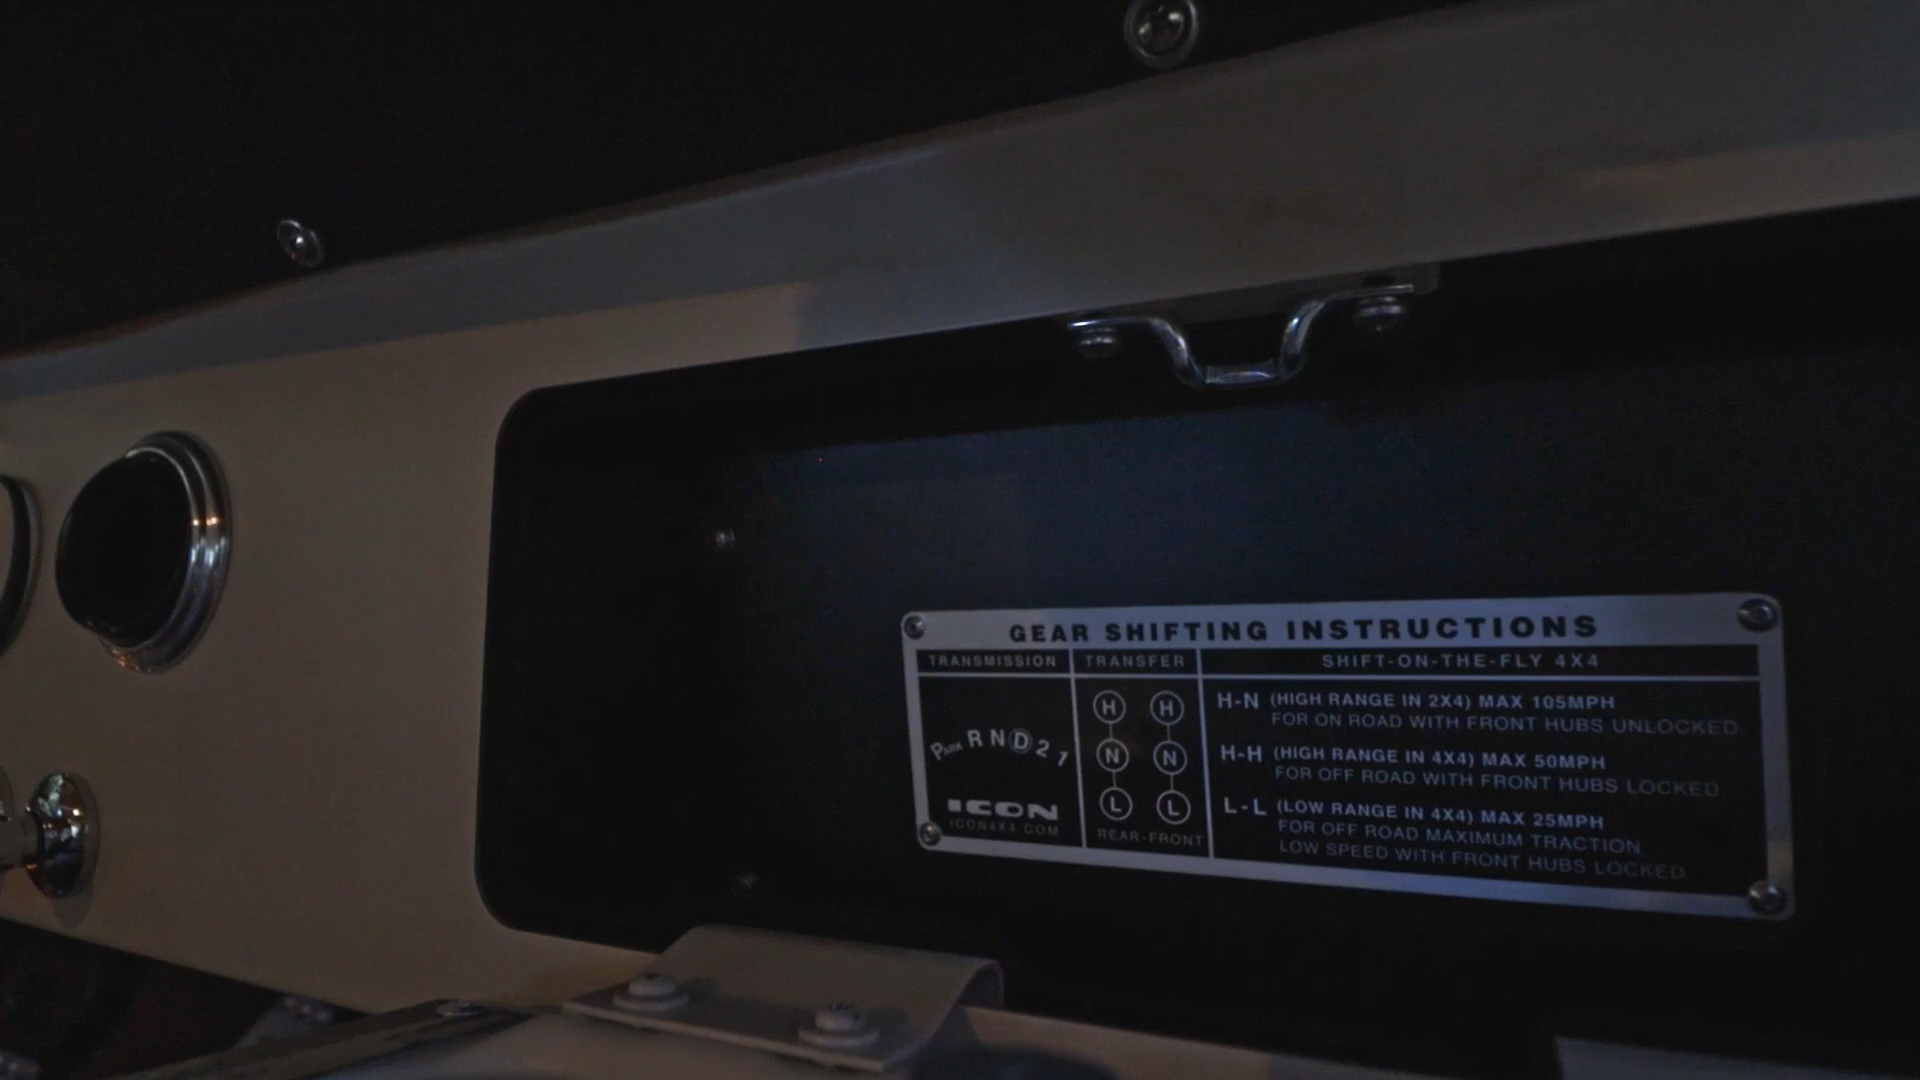 GEAR SHIFTING INSTRUCTIONS
TRANSMISSION TRANSFER SHIFT-ON-THE-FLY 4X4
PARK R N D 2 1
ICON
ICON4X4.COM
H H
N N
L L
REAR-FRONT
H-N (HIGH RANGE IN 2X4) MAX 105MPH
FOR ON ROAD WITH FRONT HUBS UNLOCKED
H-H (HIGH RANGE IN 4X4) MAX 50MPH
FOR OFF ROAD WITH FRONT HUBS LOCKED
L-L (LOW RANGE IN 4X4) MAX 25MPH
FOR OFF ROAD MAXIMUM TRACTION
LOW SPEED WITH FRONT HUBS LOCKED